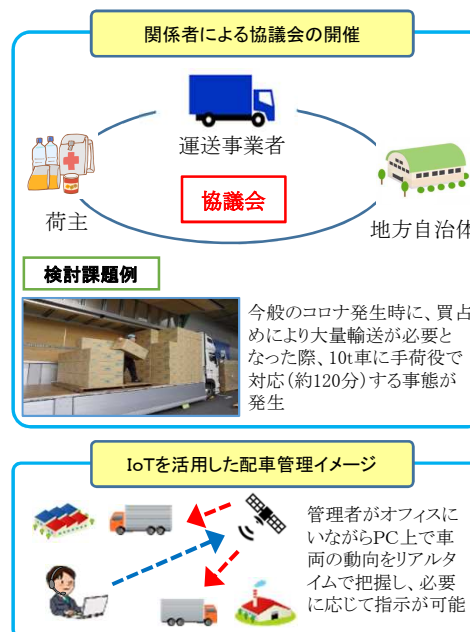 関係者による協議会の開催
運送事業者
協議会
荷主
地方自治体
検討課題例
今般のコロナ発生時に、買占
めにより大量輸送が必要と
なった際、10t車に手荷役で
対応(約120分)する事態が
発生
IoTを活用した配車管理イメージ
管理者がオフィスに
いながらPC上で車
両の動向をリアルタ
イムで把握し、必要
に応じて指示が可能